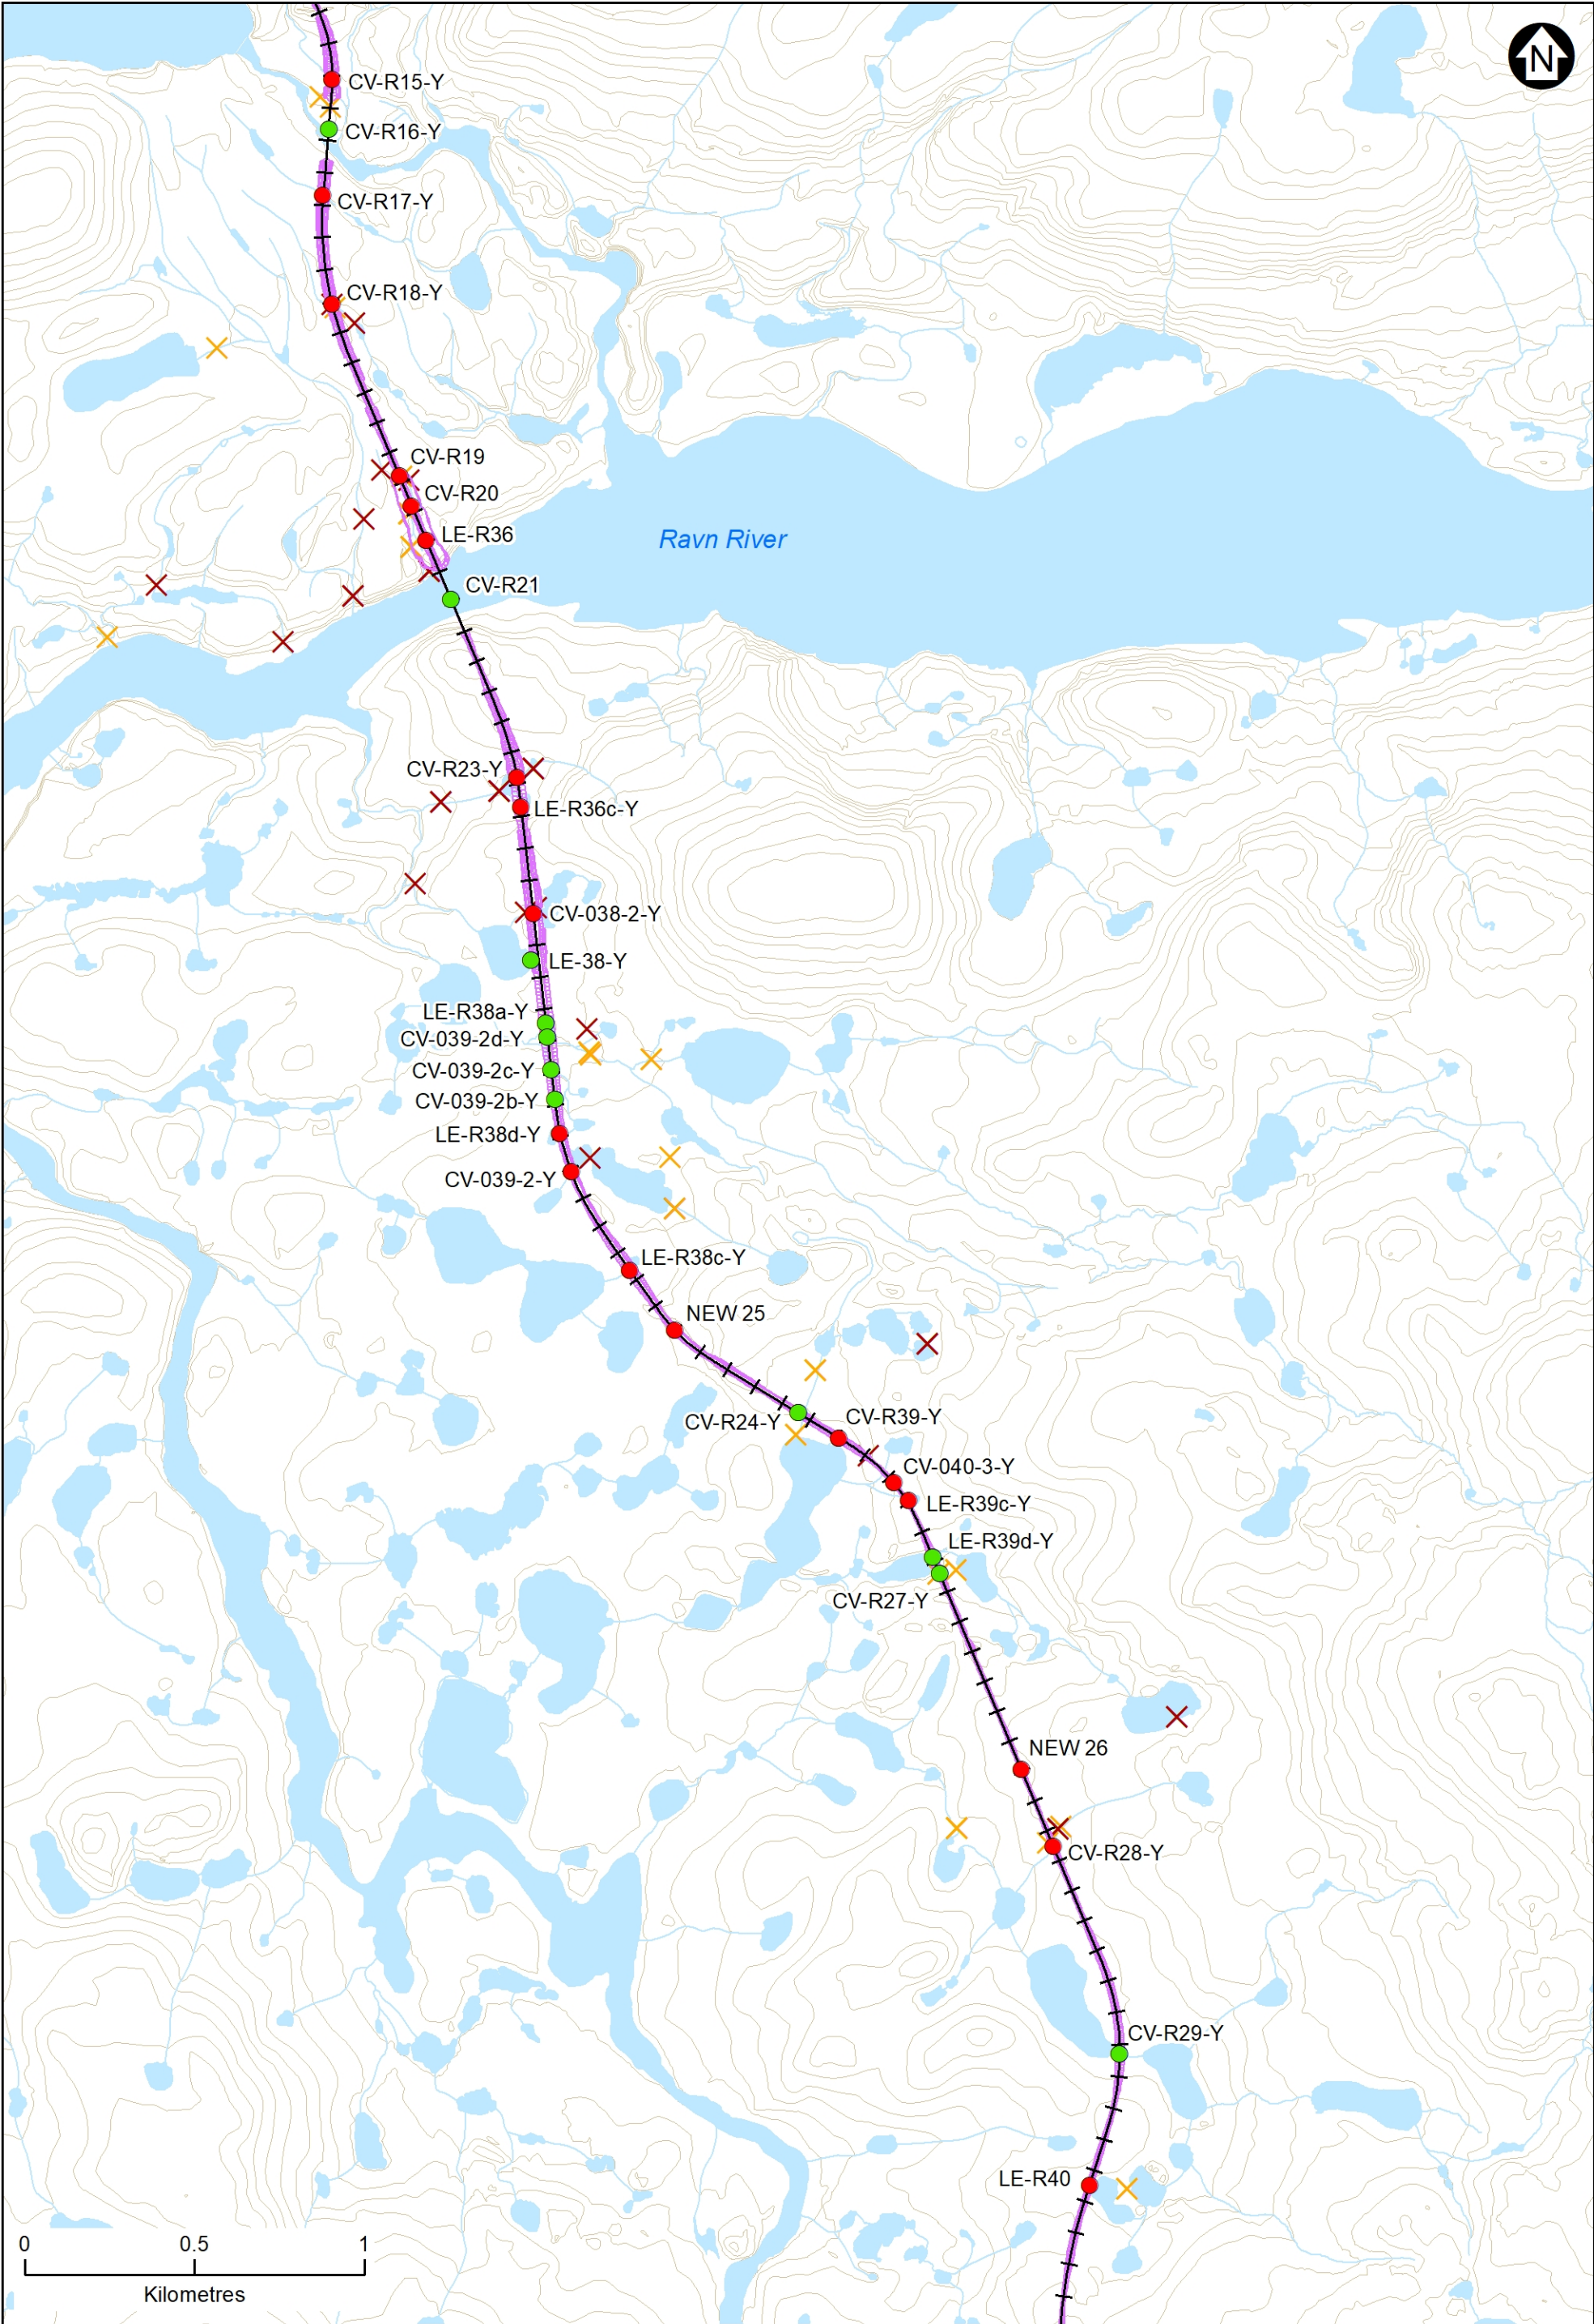 N
CV-R15-Y
CV-R16-Y
CV-R17-Y
CV-R18-Y
CV-R19
CV-R20
LE-R36
Ravn River
CV-R21
CV-R23-Y
LE-R36c-Y
CV-038-2-Y
LE-38-Y
LE-R38a-Y
CV-039-2d-Y
CV-039-2c-Y
CV-039-2b-Y
LE-R38d-Y
CV-039-2-Y
LE-R38c-Y
NEW 25
CV-R24-Y
CV-R39-Y
CV-040-3-Y
LE-R39c-Y
LE-R39d-Y
CV-R27-Y
NEW 26
CV-R28-Y
CV-R29-Y
LE-R40
0 0.5 1
Kilometres